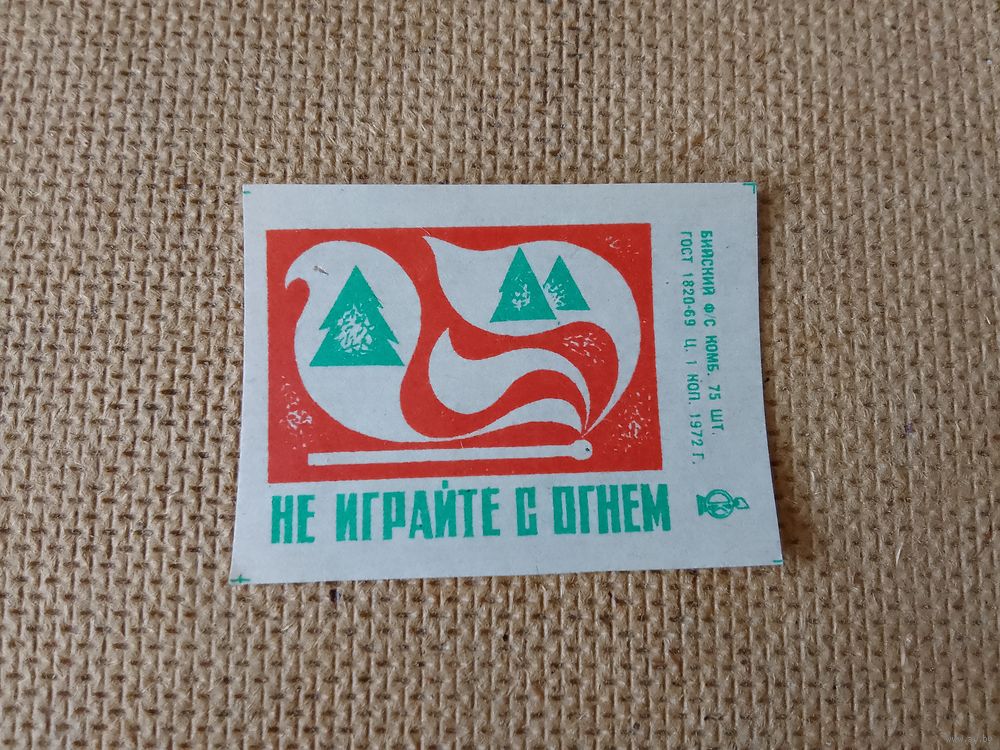 НЕ ИГРАЙТЕ С ОГНЕМ
БИЙСКИЙ Ф/С КОМБ. 75 ШТ.
ГОСТ 1820-69 Ц. 1 КОП. 1972 Г.